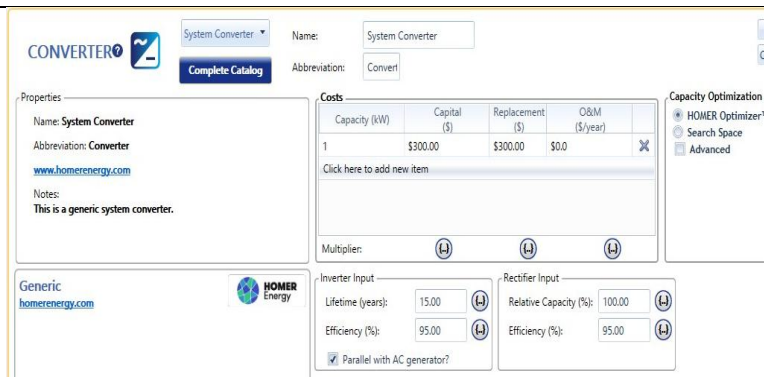 CONVERTER
System Converter
Complete Catalog
Name: System Converter
Abbreviation: Convert
Properties
Name: System Converter
Abbreviation: Converter
www.homerenergy.com
Notes:
This is a generic system converter.
Costs
Capacity (kW) Capital ($) Replacement ($) O&M ($/year)
1 $300.00 $300.00 $0.0
Click here to add new item
Multiplier: {..} {..} {..}
Capacity Optimization
HOMER Optimizer
Search Space
Advanced
Generic
homerenergy.com
HOMER
Energy
Inverter Input
Lifetime (years): 15.00 {..}
Efficiency (%): 95.00 {..}
Parallel with AC generator?
Rectifier Input
Relative Capacity (%): 100.00 {..}
Efficiency (%): 95.00 {..}